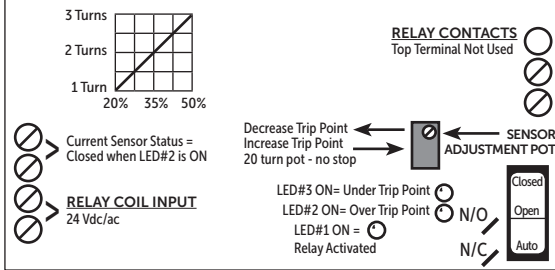 3 Turns
2 Turns
1 Turn
20% 35% 50%
RELAY CONTACTS
Top Terminal Not Used
Current Sensor Status =
Closed when LED#2 is ON
RELAY COIL INPUT
24 Vdc/ac
Decrease Trip Point
Increase Trip Point
20 turn pot - no stop
SENSOR
ADJUSTMENT POT
LED#3 ON= Under Trip Point
LED#2 ON= Over Trip Point
LED#1 ON =
Relay Activated
N/O
N/C
Closed
Open
Auto